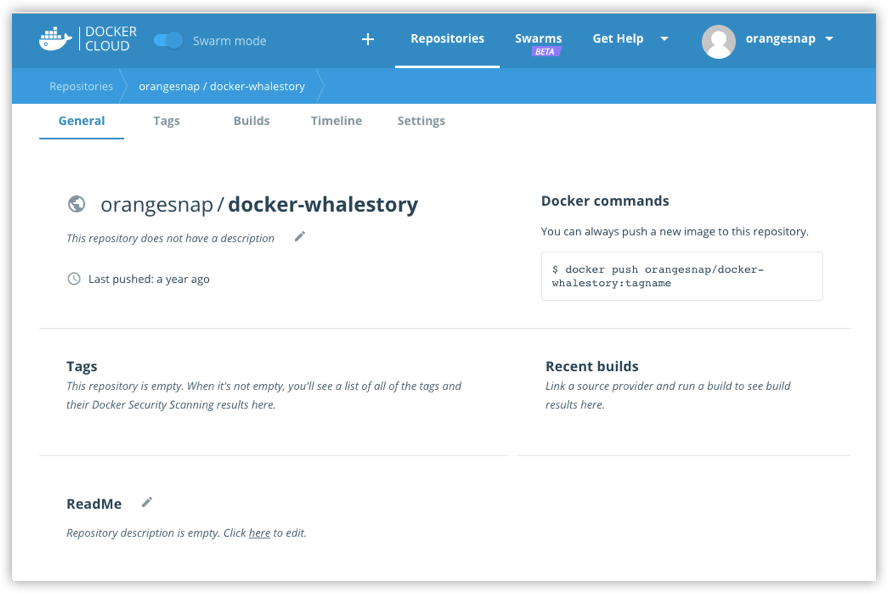 DOCKER
CLOUD
Swarm mode
+
Repositories
Swarms
BETA
Get Help
orangesnap
Repositories
orangesnap / docker-whalestory
General
Tags
Builds
Timeline
Settings
orangesnap/docker-whalestory
This repository does not have a description
Last pushed: a year ago
Docker commands
You can always push a new image to this repository.
$ docker push orangesnap/docker-
whalestory:tagname
Tags
This repository is empty. When it's not empty, you'll see a list of all of the tags and
their Docker Security Scanning results here.
Recent builds
Link a source provider and run a build to see build
results here.
ReadMe
Repository description is empty. Click here to edit.